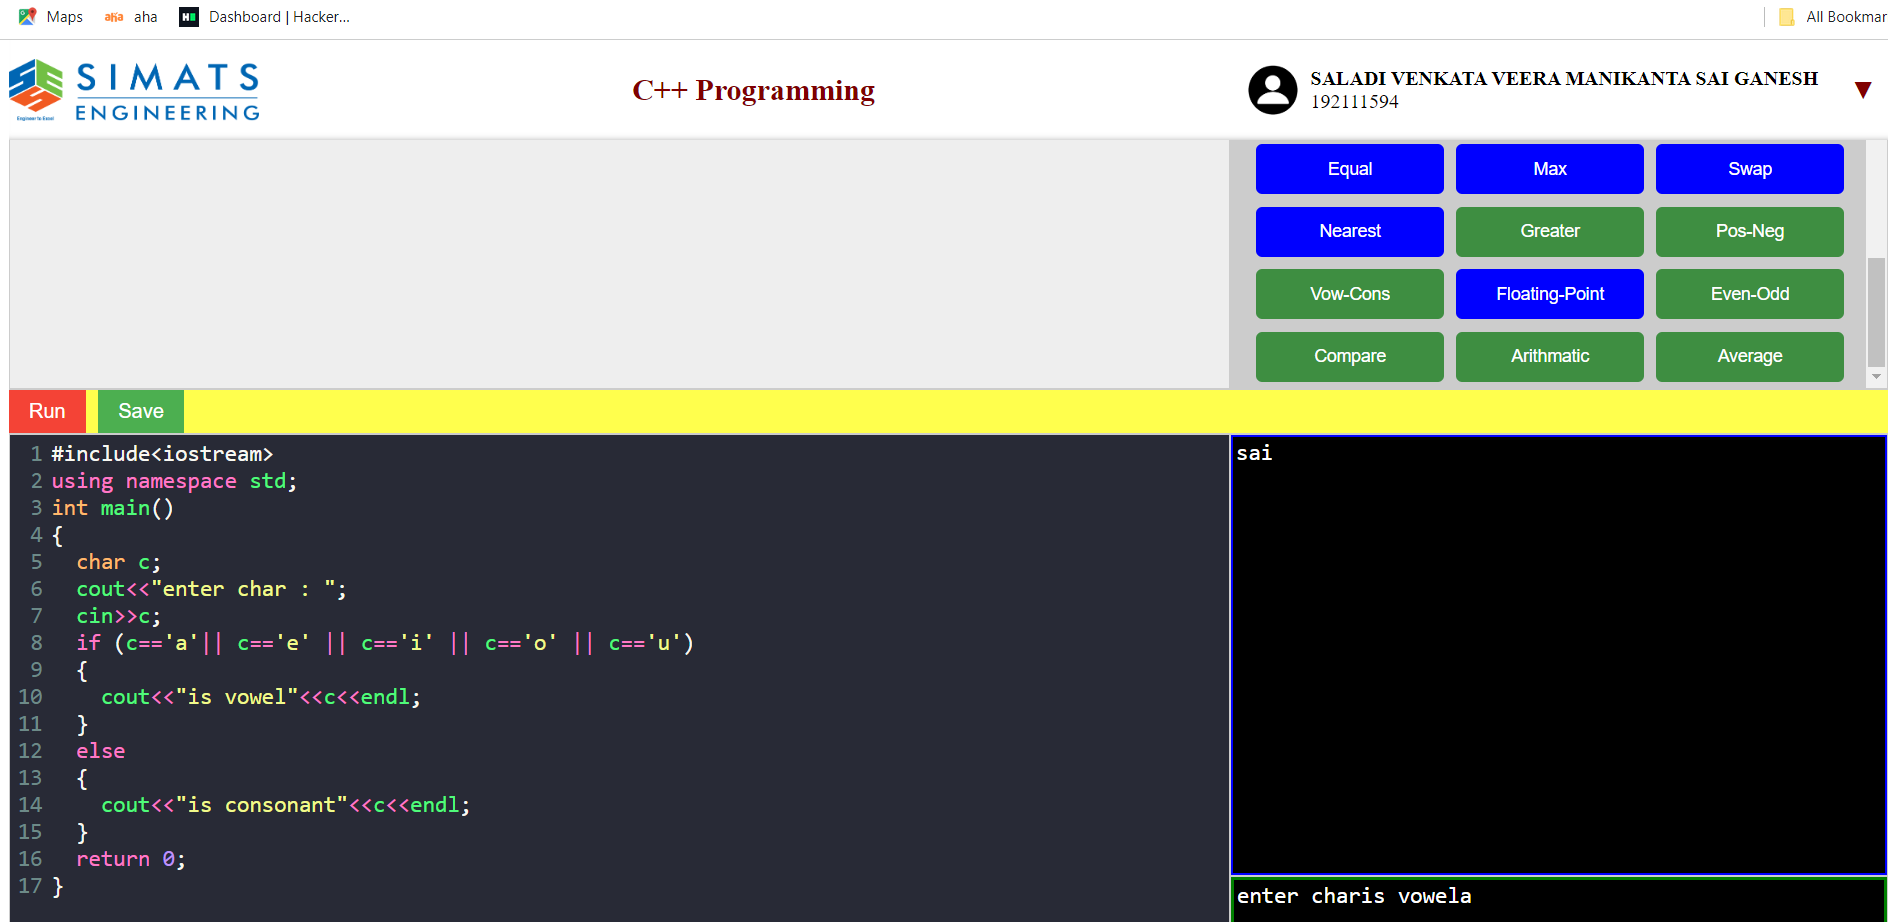 Maps aha aha Dashboard | Hacker...
All Bookmar
SIMATS
ENGINEERING
Engineer to Excel
C++ Programming
SALADI VENKATA VEERA MANIKANTA SAI GANESH
192111594
Equal Max Swap
Nearest Greater Pos-Neg
Vow-Cons Floating-Point Even-Odd
Compare Arithmatic Average
Run Save
1 #include<iostream>
2 using namespace std;
3 int main()
4 {
5   char c;
6   cout<<"enter char : ";
7   cin>>c;
8   if (c=='a'|| c=='e' || c=='i' || c=='o' || c=='u')
9   {
10     cout<<"is vowel"<<c<<endl;
11   }
12   else
13   {
14     cout<<"is consonant"<<c<<endl;
15   }
16   return 0;
17 }
sai
enter charis vowela